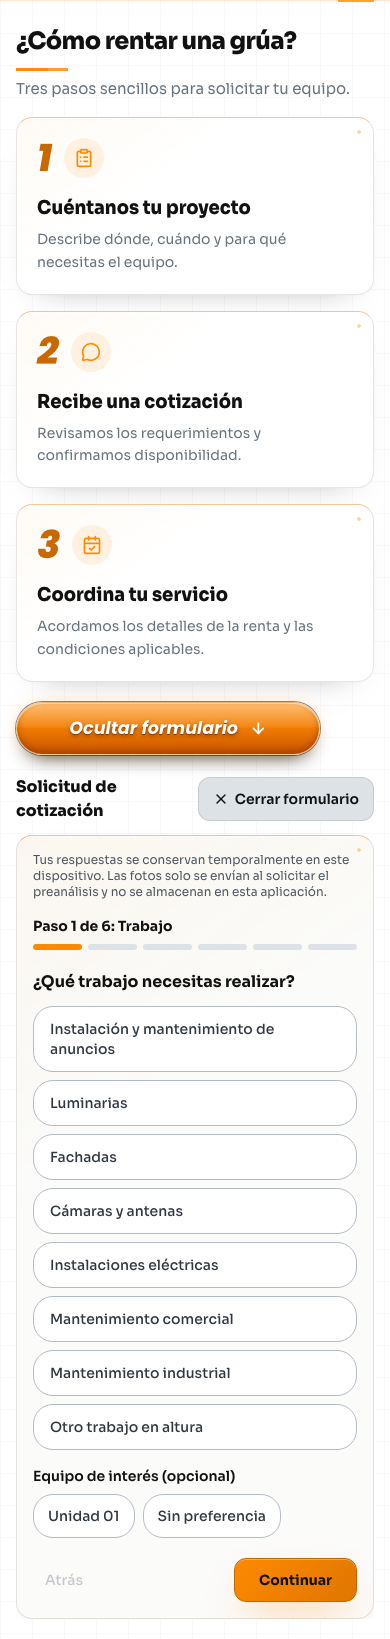 ¿Cómo rentar una grúa?
Tres pasos sencillos para solicitar tu equipo.
1
Cuéntanos tu proyecto
Describe dónde, cuándo y para qué
necesitas el equipo.
2
Recibe una cotización
Revisamos los requerimientos y
confirmamos disponibilidad.
3
Coordina tu servicio
Acordamos los detalles de la renta y las
condiciones aplicables.
Ocultar formulario ↓
Solicitud de
cotización
Cerrar formulario
Tus respuestas se conservan temporalmente en este
dispositivo. Las fotos solo se envían al solicitar el
preanálisis y no se almacenan en esta aplicación.
Paso 1 de 6: Trabajo
¿Qué trabajo necesitas realizar?
Instalación y mantenimiento de
anuncios
Luminarias
Fachadas
Cámaras y antenas
Instalaciones eléctricas
Mantenimiento comercial
Mantenimiento industrial
Otro trabajo en altura
Equipo de interés (opcional)
Unidad 01 Sin preferencia
Atrás Continuar